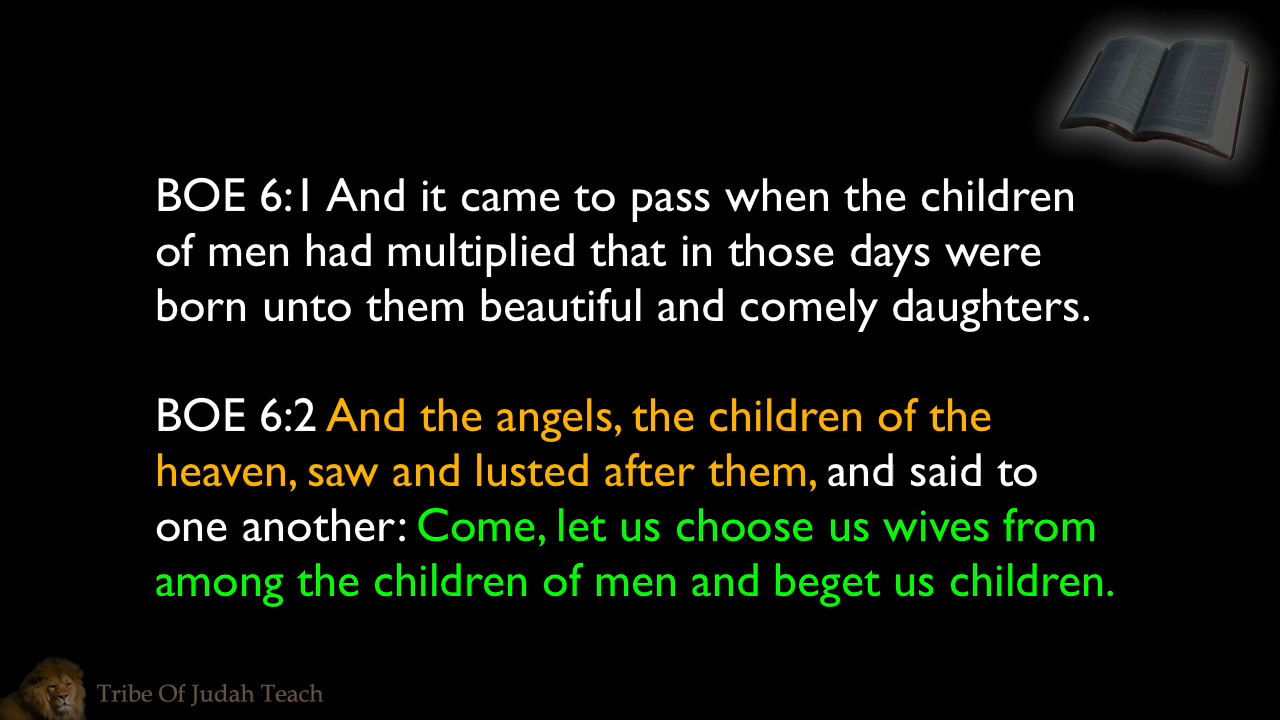 BOE 6:1 And it came to pass when the children
of men had multiplied that in those days were
born unto them beautiful and comely daughters.
BOE 6:2 And the angels, the children of the
heaven, saw and lusted after them, and said to
one another: Come, let us choose us wives from
among the children of men and beget us children.
Tribe Of Judah Teach